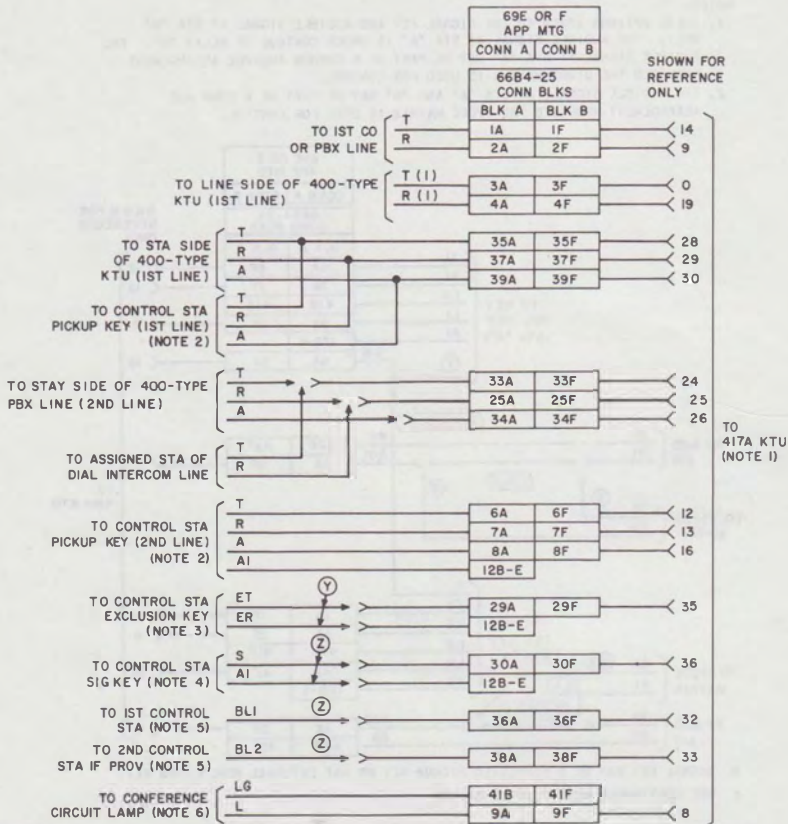 69E OR F
APP MTG
CONN A CONN B
66B4-25
CONN BLKS
BLK A BLK B
SHOWN FOR
REFERENCE
ONLY
TO 1ST CO
OR PBX LINE
T 1A 1F 14
R 2A 2F 9
TO LINE SIDE OF 400-TYPE
KTU (1ST LINE)
T (1) 3A 3F 0
R (1) 4A 4F 19
TO STA SIDE
OF 400-TYPE
KTU (1ST LINE)
T 35A 35F 28
R 37A 37F 29
A 39A 39F 30
TO CONTROL STA
PICKUP KEY (1ST LINE)
(NOTE 2)
T
R
A
TO STAY SIDE OF 400-TYPE
PBX LINE (2ND LINE)
T 33A 33F 24
R 25A 25F 25
A 34A 34F 26
TO
417A KTU
(NOTE 1)
TO ASSIGNED STA OF
DIAL INTERCOM LINE
T
R
TO CONTROL STA
PICKUP KEY (2ND LINE)
(NOTE 2)
T 6A 6F 12
R 7A 7F 13
A 8A 8F 16
A1 12B-E
TO CONTROL STA
EXCLUSION KEY
(NOTE 3)
Y
ET 29A 29F 35
ER 12B-E
TO CONTROL STA
SIG KEY (NOTE 4)
Z
S 30A 30F 36
A1 12B-E
TO 1ST CONTROL
STA (NOTE 5)
BL1 Z 36A 36F 32
TO 2ND CONTROL
STA IF PROV (NOTE 5)
BL2 Z 38A 38F 33
TO CONFERENCE
CIRCUIT LAMP (NOTE 6)
LG 41B 41F
L 9A 9F 8